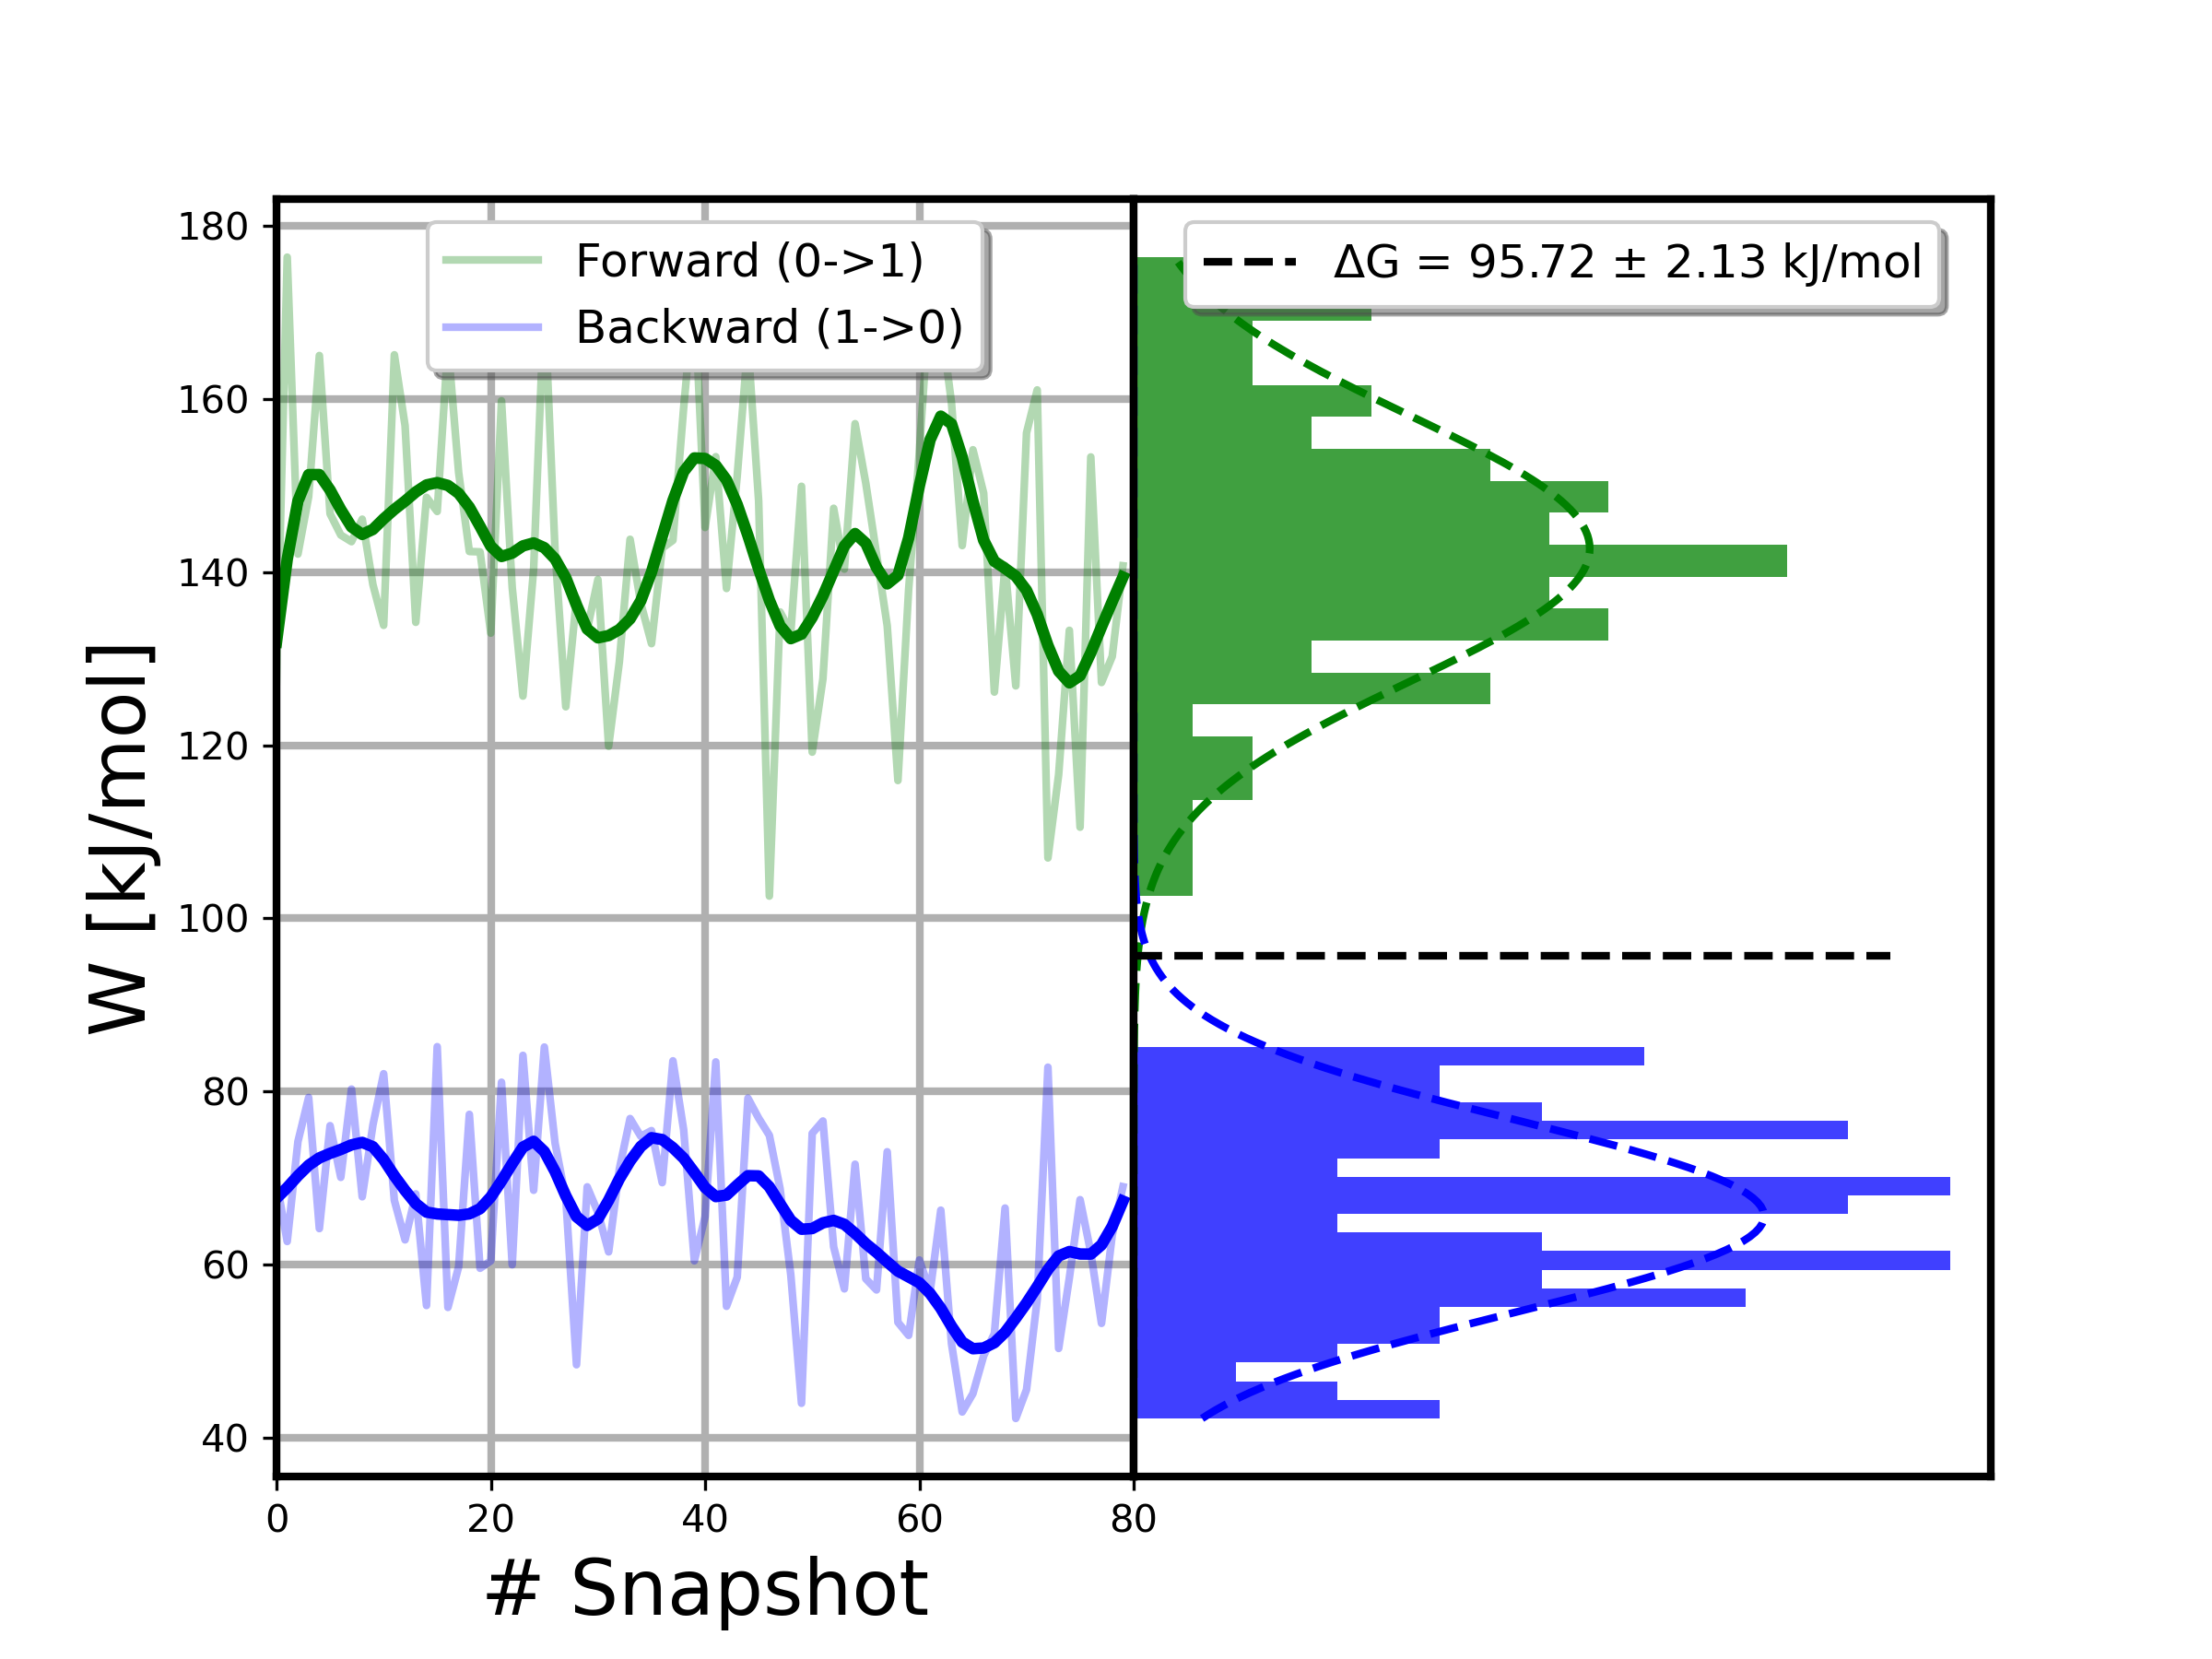 Forward (0->1)
Backward (1->0)
ΔG = 95.72 ± 2.13 kJ/mol
W [kJ/mol]
180
160
140
120
100
80
60
40
0 20 40 60 80
# Snapshot